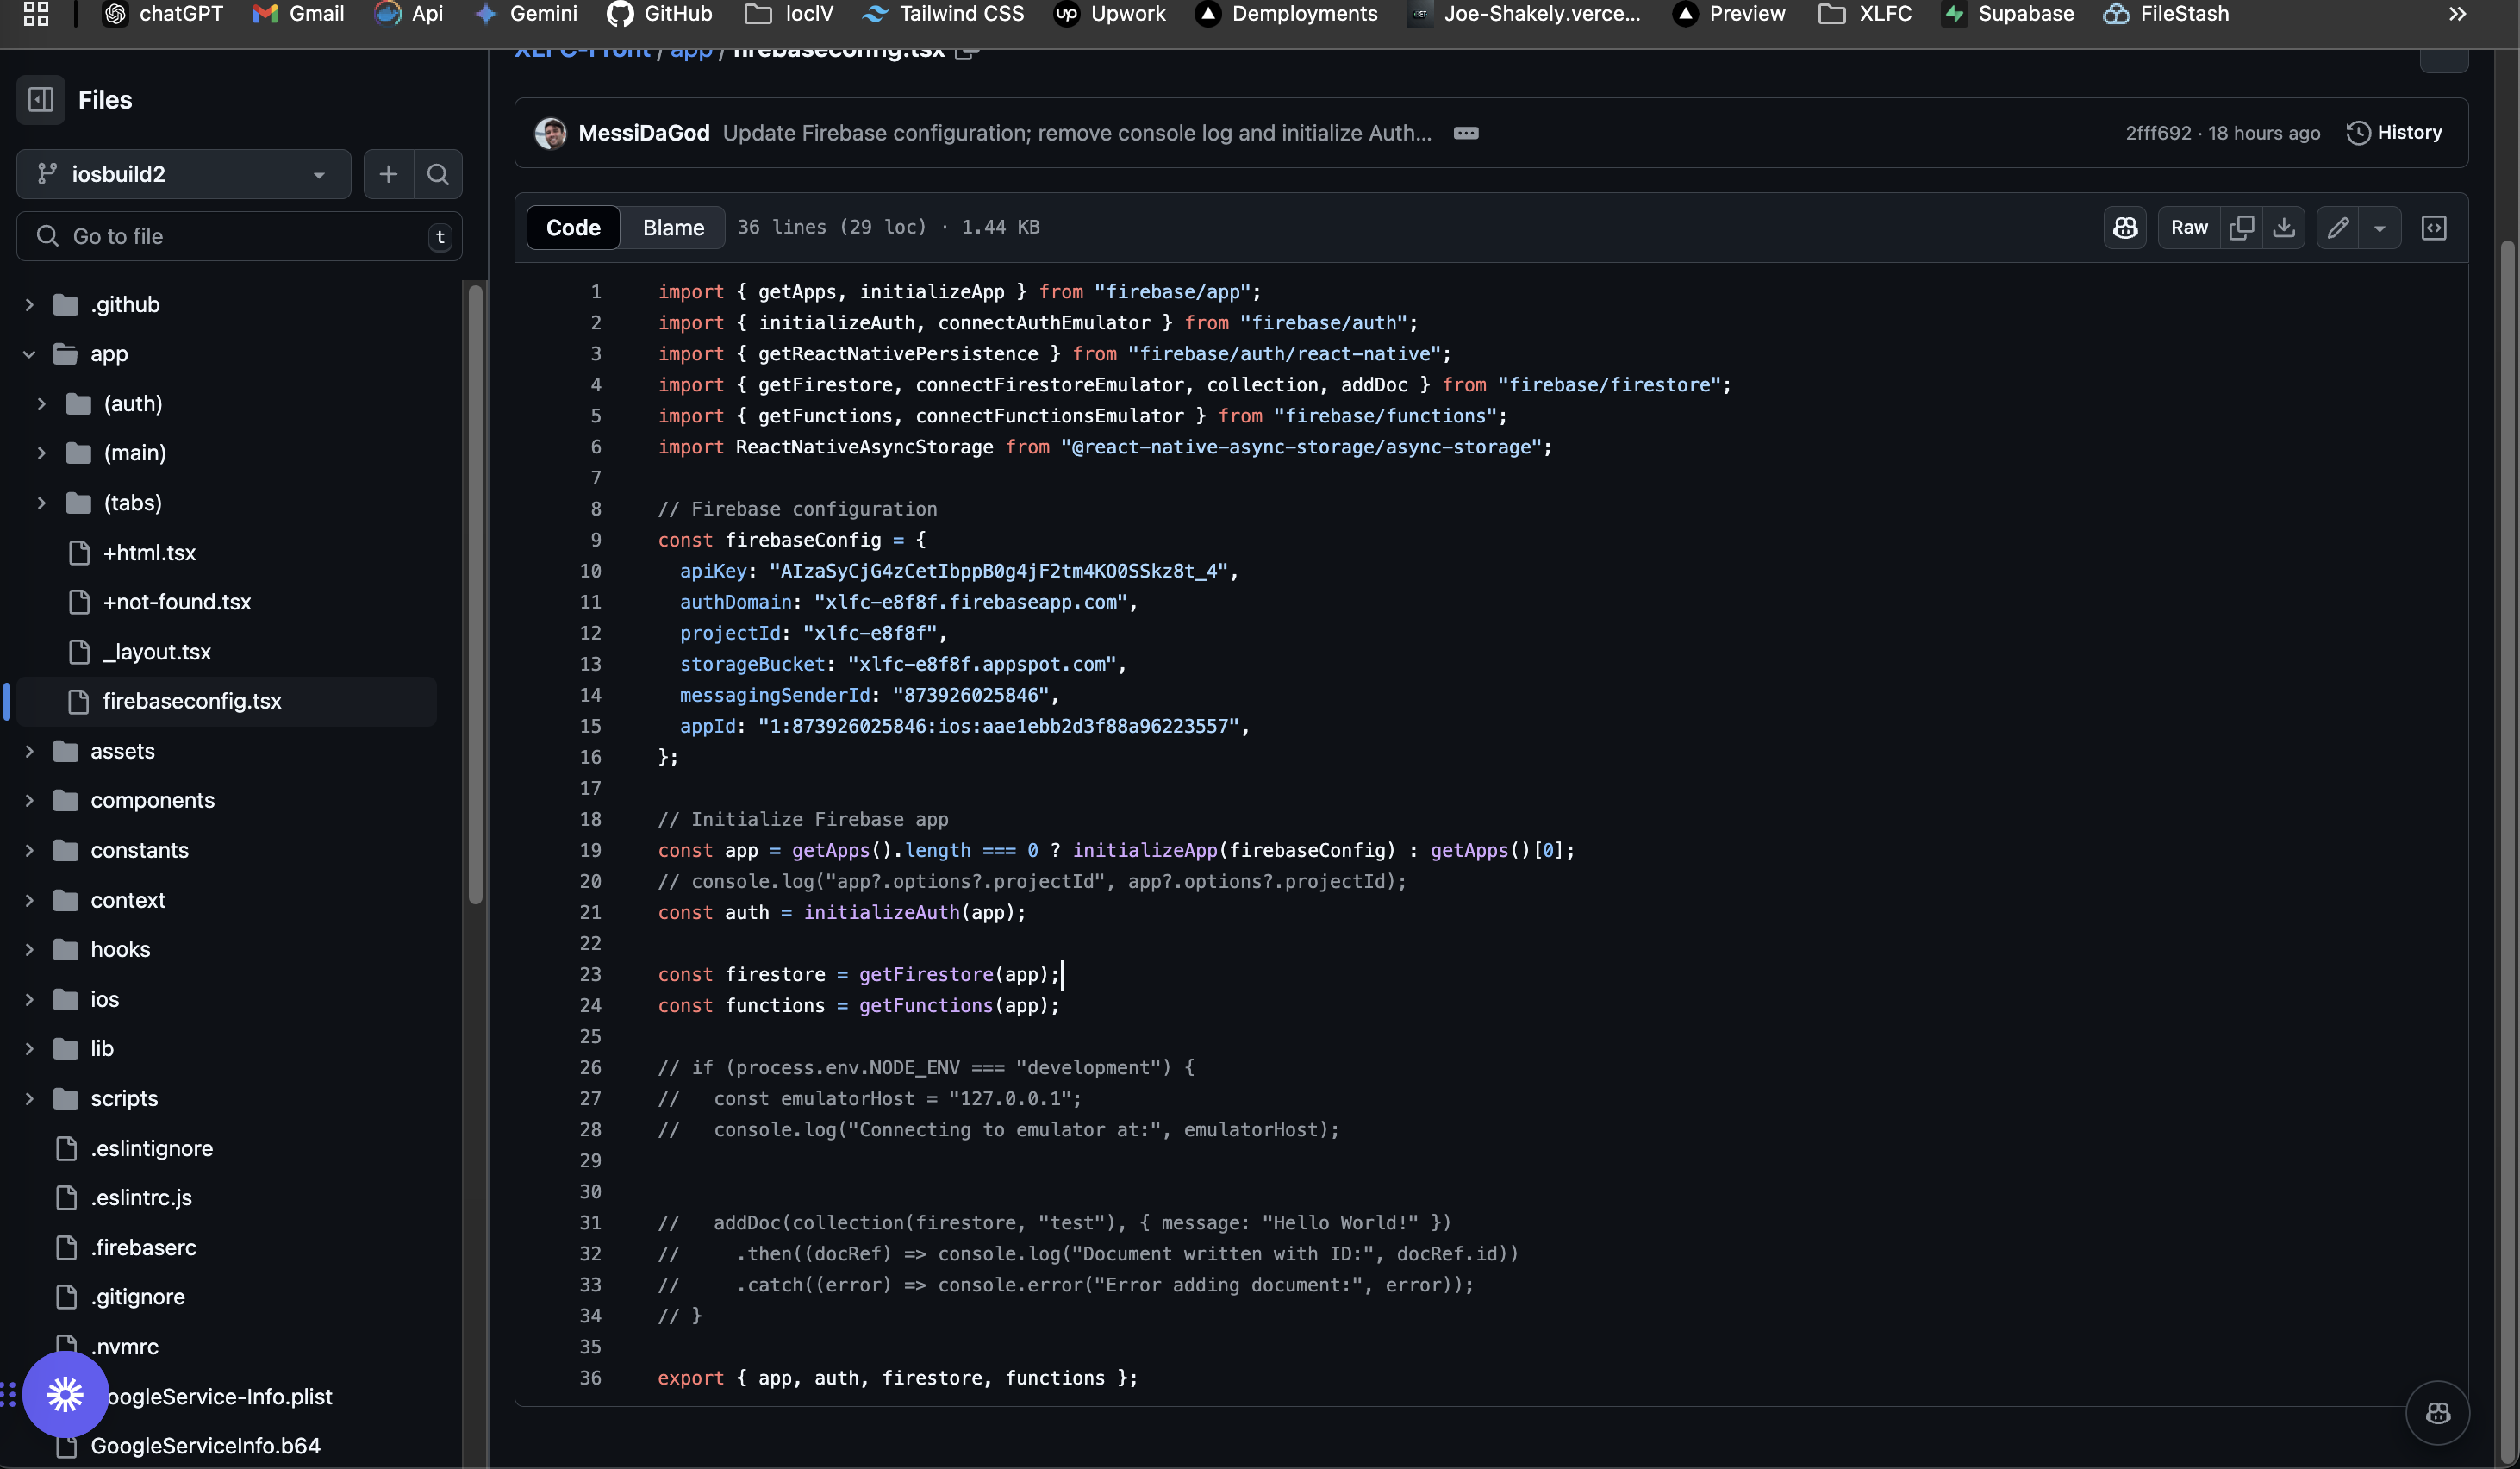 chatGPT Gmail Api Gemini GitHub loclV Tailwind CSS Upwork Demployments Joe-Shakely.verce... Preview XLFC Supabase FileStash
XLFC-Front / app / firebaseconfig.tsx
Files
MessiDaGod Update Firebase configuration; remove console log and initialize Auth... 2fff692 · 18 hours ago History
iosbuild2
Go to file t
Code Blame 36 lines (29 loc) · 1.44 KB Raw
.github
app
(auth)
(main)
(tabs)
+html.tsx
+not-found.tsx
_layout.tsx
firebaseconfig.tsx
assets
components
constants
context
hooks
ios
lib
scripts
.eslintignore
.eslintrc.js
.firebaserc
.gitignore
.nvmrc
oogleService-Info.plist
GoogleServiceInfo.b64
1 import { getApps, initializeApp } from "firebase/app";
2 import { initializeAuth, connectAuthEmulator } from "firebase/auth";
3 import { getReactNativePersistence } from "firebase/auth/react-native";
4 import { getFirestore, connectFirestoreEmulator, collection, addDoc } from "firebase/firestore";
5 import { getFunctions, connectFunctionsEmulator } from "firebase/functions";
6 import ReactNativeAsyncStorage from "@react-native-async-storage/async-storage";
7
8 // Firebase configuration
9 const firebaseConfig = {
10 apiKey: "AIzaSyCjG4zCetIbppB0g4jF2tm4KO0SSkz8t_4",
11 authDomain: "xlfc-e8f8f.firebaseapp.com",
12 projectId: "xlfc-e8f8f",
13 storageBucket: "xlfc-e8f8f.appspot.com",
14 messagingSenderId: "873926025846",
15 appId: "1:873926025846:ios:aae1ebb2d3f88a96223557",
16 };
17
18 // Initialize Firebase app
19 const app = getApps().length === 0 ? initializeApp(firebaseConfig) : getApps()[0];
20 // console.log("app?.options?.projectId", app?.options?.projectId);
21 const auth = initializeAuth(app);
22
23 const firestore = getFirestore(app);
24 const functions = getFunctions(app);
25
26 // if (process.env.NODE_ENV === "development") {
27 // const emulatorHost = "127.0.0.1";
28 // console.log("Connecting to emulator at:", emulatorHost);
29
30
31 // addDoc(collection(firestore, "test"), { message: "Hello World!" })
32 // .then((docRef) => console.log("Document written with ID:", docRef.id))
33 // .catch((error) => console.error("Error adding document:", error));
34 // }
35
36 export { app, auth, firestore, functions };